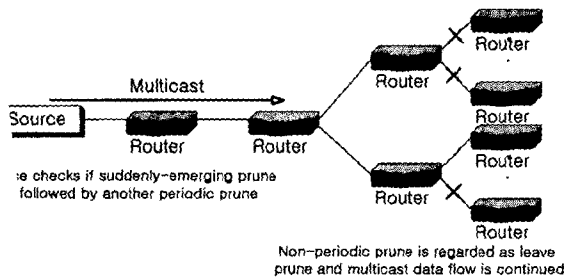 Router
Multicast
Router
Router
Source
Router
Router
Router
Router
Router
checks if suddenly-emerging prune
followed by another periodic prune
Router
Non-periodic prune is regarded as leave
prune and multicast data flow is continued